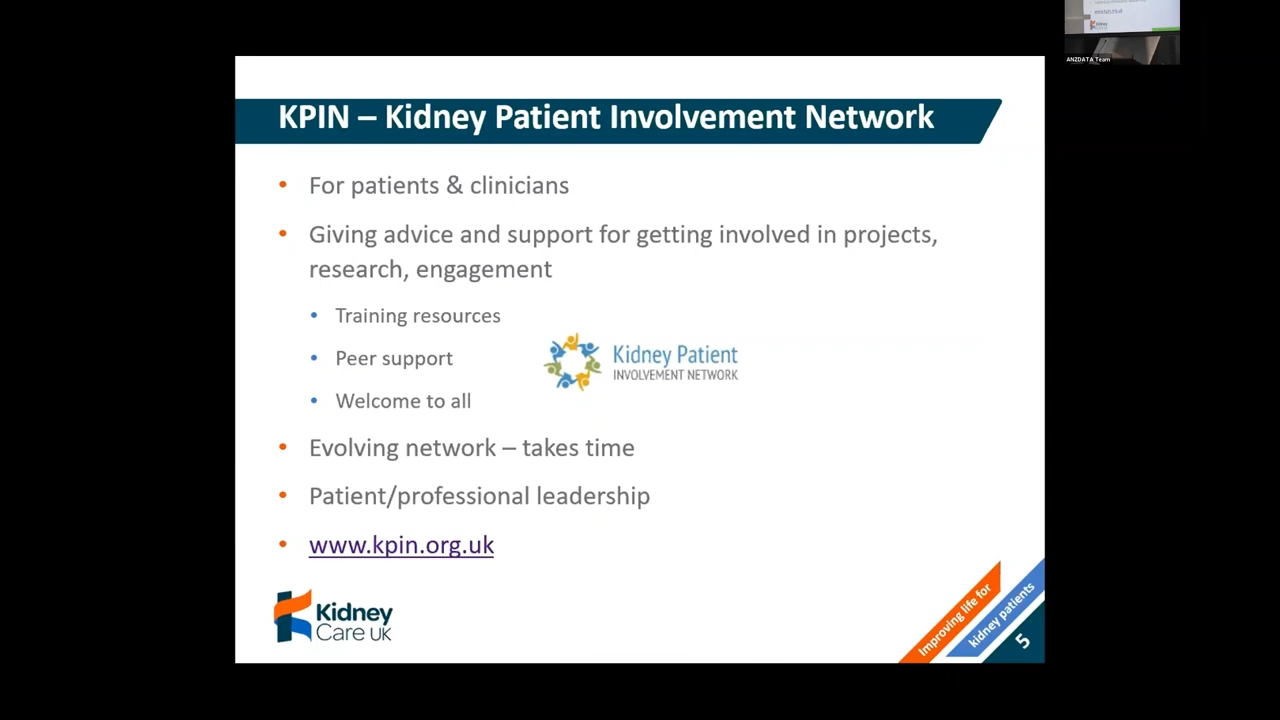 ANZDATA Team
KPIN – Kidney Patient Involvement Network
• For patients & clinicians
• Giving advice and support for getting involved in projects,
research, engagement
• Training resources
• Peer support
• Welcome to all
Kidney Patient
INVOLVEMENT NETWORK
• Evolving network – takes time
• Patient/professional leadership
• www.kpin.org.uk
Kidney
Care UK
Improving life for
kidney patients
5